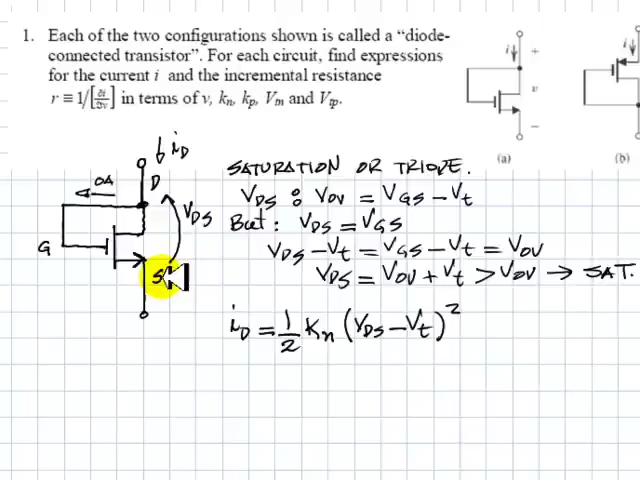 1. Each of the two configurations shown is called a "diode-
connected transistor". For each circuit, find expressions
for the current i and the incremental resistance
r ≡ 1/[∂i/∂v] in terms of v, kn, kp, Vtn and Vtp.
i
+
v
−
(a)
i
(b)
iD
0A
D
VDS
G
S
SATURATION OR TRIODE.
VDS : VOV = VGS − Vt
But: VDS = VGS
VDS − Vt = VGS − Vt = VOV
VDS = VOV + Vt > VOV → SAT.
iD = 1/2 Kn (VDS − Vt)²